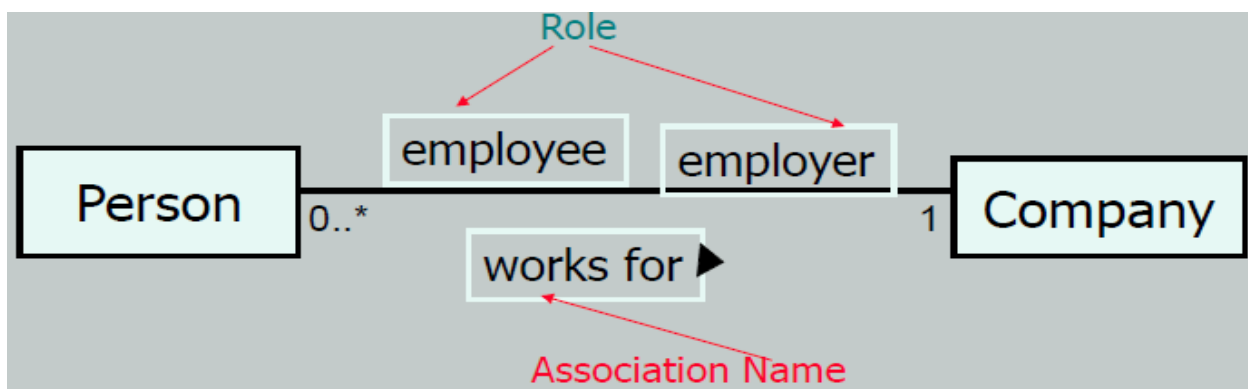 Role
employee
employer
Person
Company
0..*
1
works for
Association Name